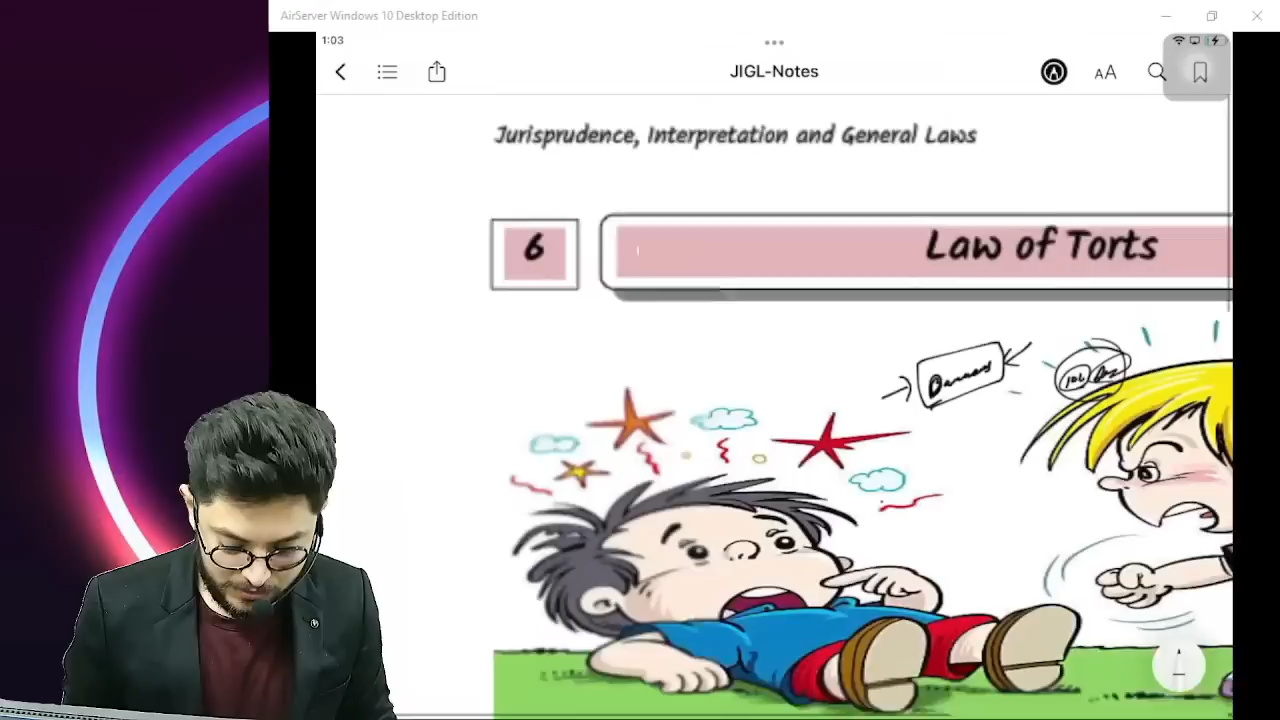 AirServer Windows 10 Desktop Edition
1:03
JIGL-Notes
AA
Jurisprudence, Interpretation and General Laws
6
Law of Torts